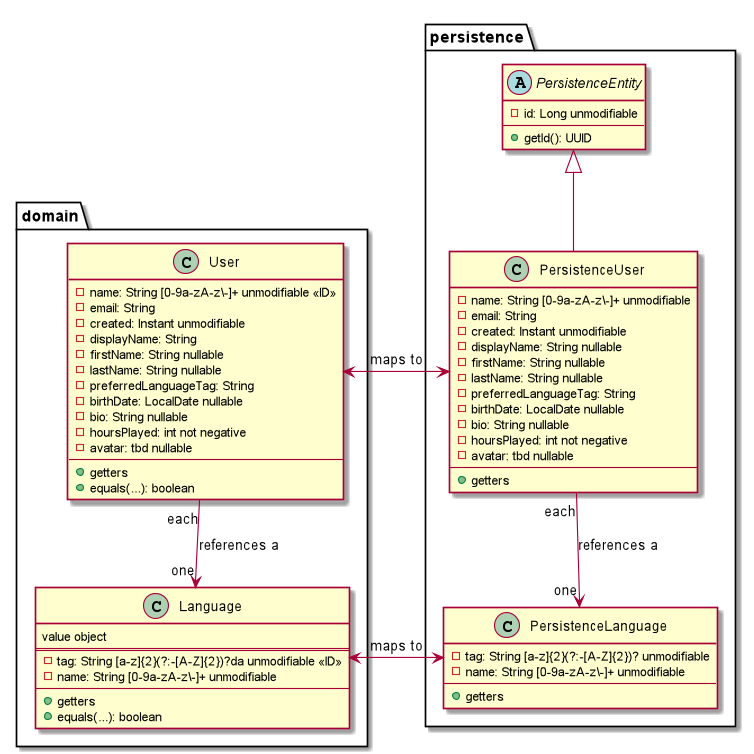 persistence
A PersistenceEntity
id: Long unmodifiable
getId(): UUID
domain
C User
name: String [0-9a-zA-z\-]+ unmodifiable «ID»
email: String
created: Instant unmodifiable
displayName: String
firstName: String nullable
lastName: String nullable
preferredLanguageTag: String
birthDate: LocalDate nullable
bio: String nullable
hoursPlayed: int not negative
avatar: tbd nullable
getters
equals(...): boolean
maps to
C PersistenceUser
name: String [0-9a-zA-z\-]+ unmodifiable
email: String
created: Instant unmodifiable
displayName: String nullable
firstName: String nullable
lastName: String nullable
preferredLanguageTag: String
birthDate: LocalDate nullable
bio: String nullable
hoursPlayed: int not negative
avatar: tbd nullable
getters
each
references a
one
each
references a
one
C Language
value object
tag: String [a-z]{2}(?:-[A-Z]{2})?da unmodifiable «ID»
name: String [0-9a-zA-z\-]+ unmodifiable
getters
equals(...): boolean
maps to
C PersistenceLanguage
tag: String [a-z]{2}(?:-[A-Z]{2})? unmodifiable
name: String [0-9a-zA-z\-]+ unmodifiable
getters